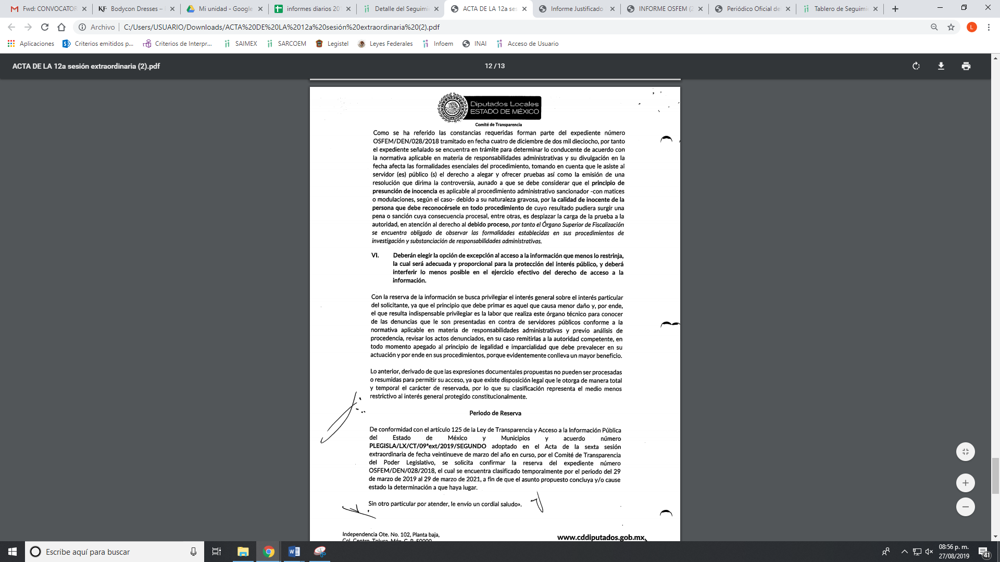 Fwd: CONVOCATOR
Bodycon Dresses –
Mi unidad - Google
informes diarios 201
Detalle del Seguimie
ACTA DE LA 12a ses
Informe Justificado
INFORME OSFEM (2
Periódico Oficial de
Tablero de Seguimie
Archivo | C:/Users/USUARIO/Downloads/ACTA%20DE%20LA%2012a%20sesión%20extraordinaria%20(2).pdf
Aplicaciones
Criterios emitidos p...
Criterios de Interpr...
SAIMEX
SARCOEM
Legistel
Leyes Federales
Infoem
INAI
Acceso de Usuario
ACTA DE LA 12a sesión extraordinaria (2).pdf
12 / 13
Diputados Locales
ESTADO DE MÉXICO
Comité de Transparencia
Como se ha referido las constancias requeridas forman parte del expediente número
OSFEM/DEN/028/2018 tramitado en fecha cuatro de diciembre de dos mil dieciocho, por tanto
el expediente señalado se encuentra en trámite para determinar lo conducente de acuerdo con
la normativa aplicable en materia de responsabilidades administrativas y su divulgación en la
fecha afecta las formalidades esenciales del procedimiento, tomando en cuenta que le asiste al
servidor (es) público (s) el derecho a alegar y ofrecer pruebas así como la emisión de una
resolución que dirima la controversia, aunado a que se debe considerar que el principio de
presunción de inocencia es aplicable al procedimiento administrativo sancionador -con matices
o modulaciones, según el caso- debido a su naturaleza gravosa, por la calidad de inocente de la
persona que debe reconocérsele en todo procedimiento de cuyo resultado pudiera surgir una
pena o sanción cuya consecuencia procesal, entre otras, es desplazar la carga de la prueba a la
autoridad, en atención al derecho al debido proceso, por tanto el Órgano Superior de Fiscalización
se encuentra obligado de observar las formalidades establecidas en sus procedimientos de
investigación y substanciación de responsabilidades administrativas.
VI. Deberán elegir la opción de excepción al acceso a la información que menos lo restrinja,
la cual será adecuada y proporcional para la protección del interés público, y deberá
interferir lo menos posible en el ejercicio efectivo del derecho de acceso a la
información.
Con la reserva de la información se busca privilegiar el interés general sobre el interés particular
del solicitante, ya que el principio que debe primar es aquel que causa menor daño y, por ende,
el que resulta indispensable privilegiar es la labor que realiza este órgano técnico para conocer
de las denuncias que le son presentadas en contra de servidores públicos conforme a la
normativa aplicable en materia de responsabilidades administrativas y previo análisis de
procedencia, revisar los actos denunciados, en su caso remitirlas a la autoridad competente, en
todo momento apegado al principio de legalidad e imparcialidad que debe prevalecer en su
actuación y por ende en sus procedimientos, porque evidentemente conlleva un mayor beneficio.
Lo anterior, derivado de que las expresiones documentales propuestas no pueden ser procesadas
o resumidas para permitir su acceso, ya que existe disposición legal que le otorga de manera total
y temporal el carácter de reservada, por lo que su clasificación representa el medio menos
restrictivo al interés general protegido constitucionalmente.
Periodo de Reserva
De conformidad con el artículo 125 de la Ley de Transparencia y Acceso a la Información Pública
del Estado de México y Municipios y acuerdo número
PLEGISLA/LX/CT/09ªext/2019/SEGUNDO adoptado en el Acta de la sexta sesión
extraordinaria de fecha veintinueve de marzo del año en curso, por el Comité de Transparencia
del Poder Legislativo, se solicita confirmar la reserva del expediente número
OSFEM/DEN/028/2018, el cual se encuentra clasificado temporalmente por el periodo del 29
de marzo de 2019 al 29 de marzo de 2021, a fin de que el asunto propuesto concluya y/o cause
estado la determinación a que haya lugar.
Sin otro particular por atender, le envío un cordial saludo».
Independencia Ote. No. 102, Planta baja,
Col. Centro, Toluca, Méx. C. P. 50000
www.cddiputados.gob.mx
Escribe aquí para buscar
08:56 p. m.
27/08/2019
41